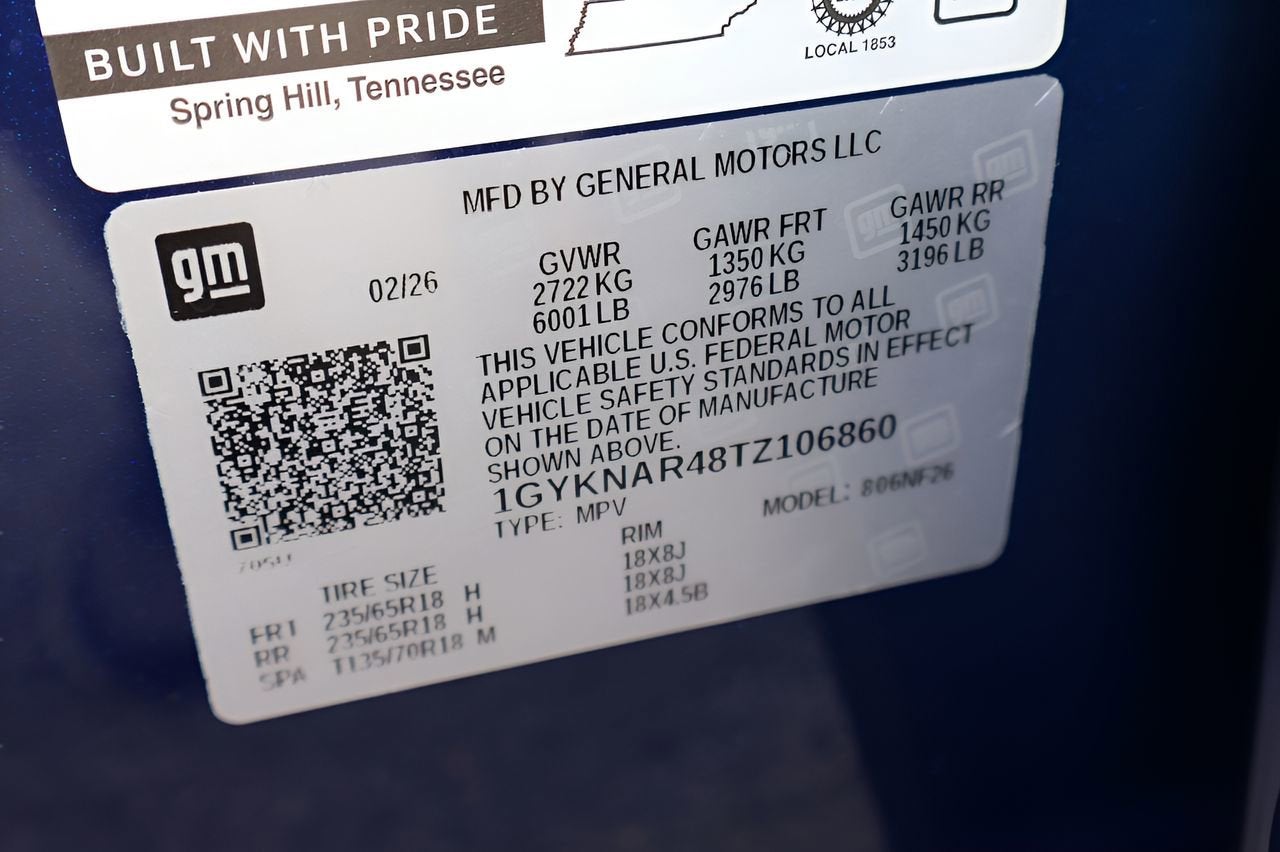 BUILT WITH PRIDE
Spring Hill, Tennessee
LOCAL 1853
MFD BY GENERAL MOTORS LLC
gm
02/26
GVWR
2722 KG
6001 LB
GAWR FRT
1350 KG
2976 LB
GAWR RR
1450 KG
3196 LB
THIS VEHICLE CONFORMS TO ALL
APPLICABLE U.S. FEDERAL MOTOR
VEHICLE SAFETY STANDARDS IN EFFECT
ON THE DATE OF MANUFACTURE
SHOWN ABOVE.
1GYKNAR48TZ106860
TYPE: MPV MODEL: 806NF26
TIRE SIZE RIM
FRT 235/65R18 H 18X8J
RR 235/65R18 H 18X8J
SPA T135/70R18 M 18X4.5B